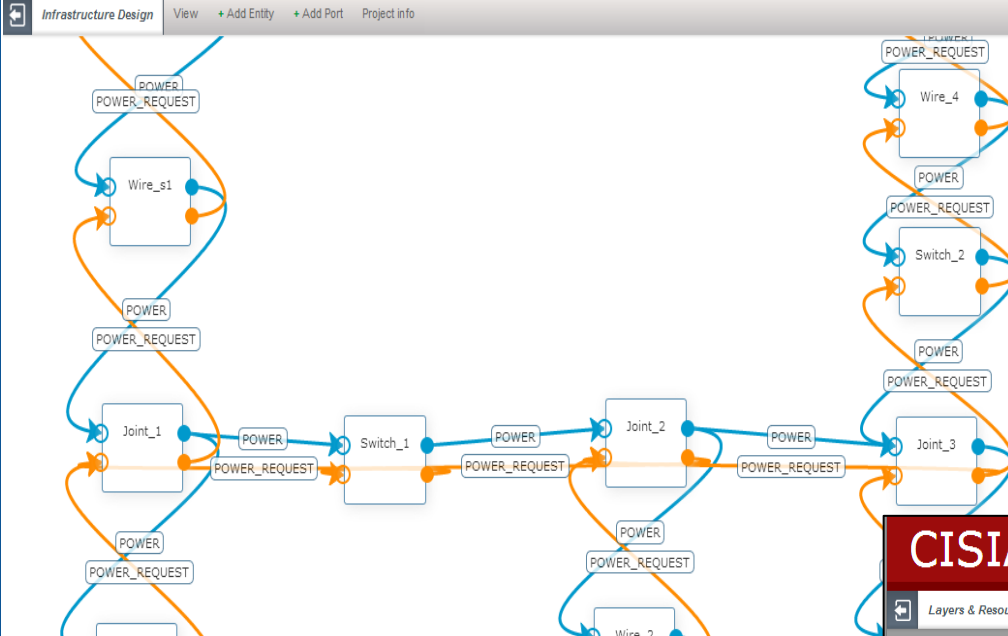 Infrastructure Design View + Add Entity + Add Port Project info
POWER
POWER_REQUEST
POWER
POWER_REQUEST
Wire_4
Wire_s1
POWER
POWER_REQUEST
Switch_2
POWER
POWER_REQUEST
POWER
POWER_REQUEST
Joint_1
POWER
POWER_REQUEST
Switch_1
POWER
POWER_REQUEST
Joint_2
POWER
POWER_REQUEST
Joint_3
POWER
POWER_REQUEST
POWER
POWER_REQUEST
Wire_2
CISIA
Layers & Resou